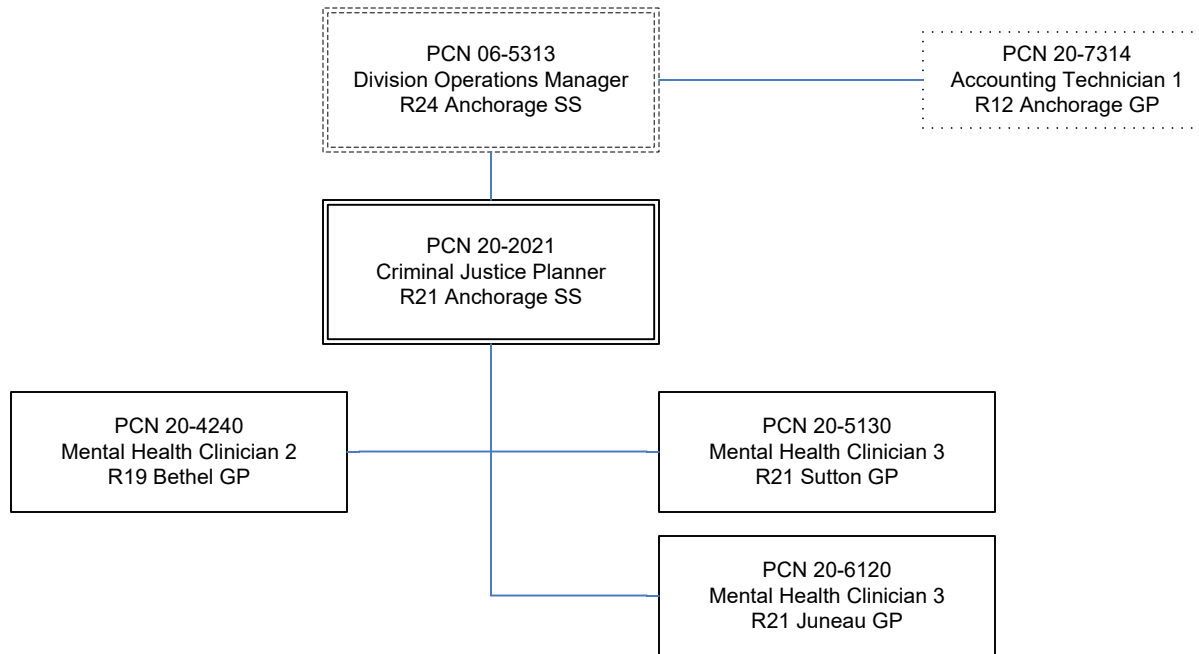 PCN 06-5313
Division Operations Manager
R24 Anchorage SS
PCN 20-7314
Accounting Technician 1
R12 Anchorage GP
PCN 20-2021
Criminal Justice Planner
R21 Anchorage SS
PCN 20-4240
Mental Health Clinician 2
R19 Bethel GP
PCN 20-5130
Mental Health Clinician 3
R21 Sutton GP
PCN 20-6120
Mental Health Clinician 3
R21 Juneau GP